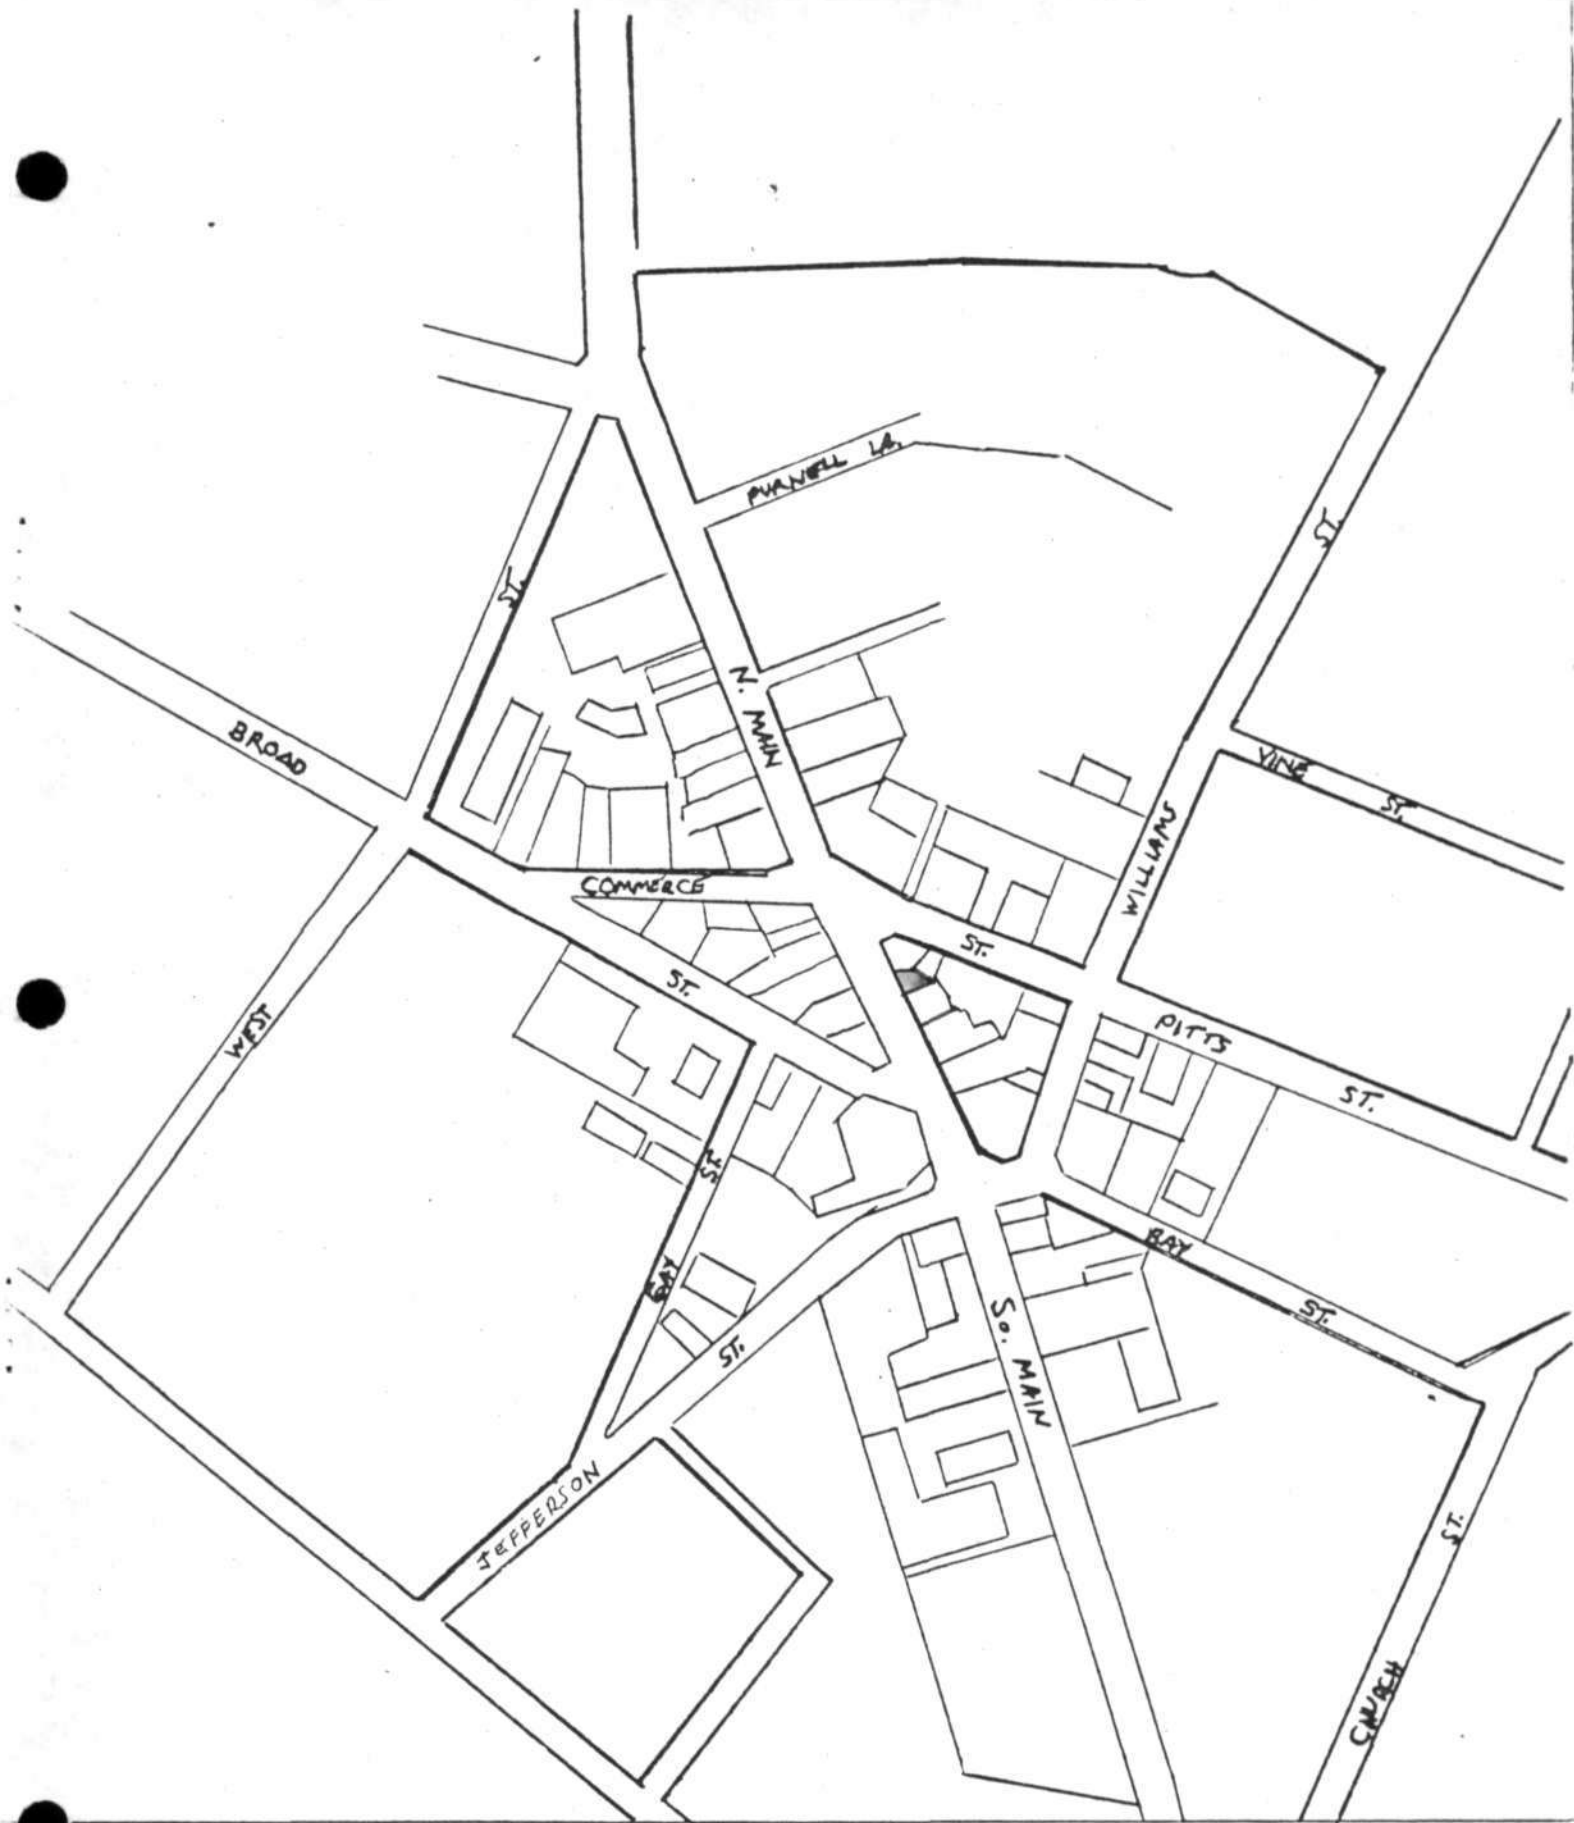 PURNELL LA.
ST.
ST.
N. MAIN
BROAD
VINE
ST.
WILLIAMS
COMMERCE
ST.
ST.
WEST
PITTS
ST.
ST.
BAY
BAY
ST.
So. MAIN
ST.
JEFFERSON
ST.
CHURCH